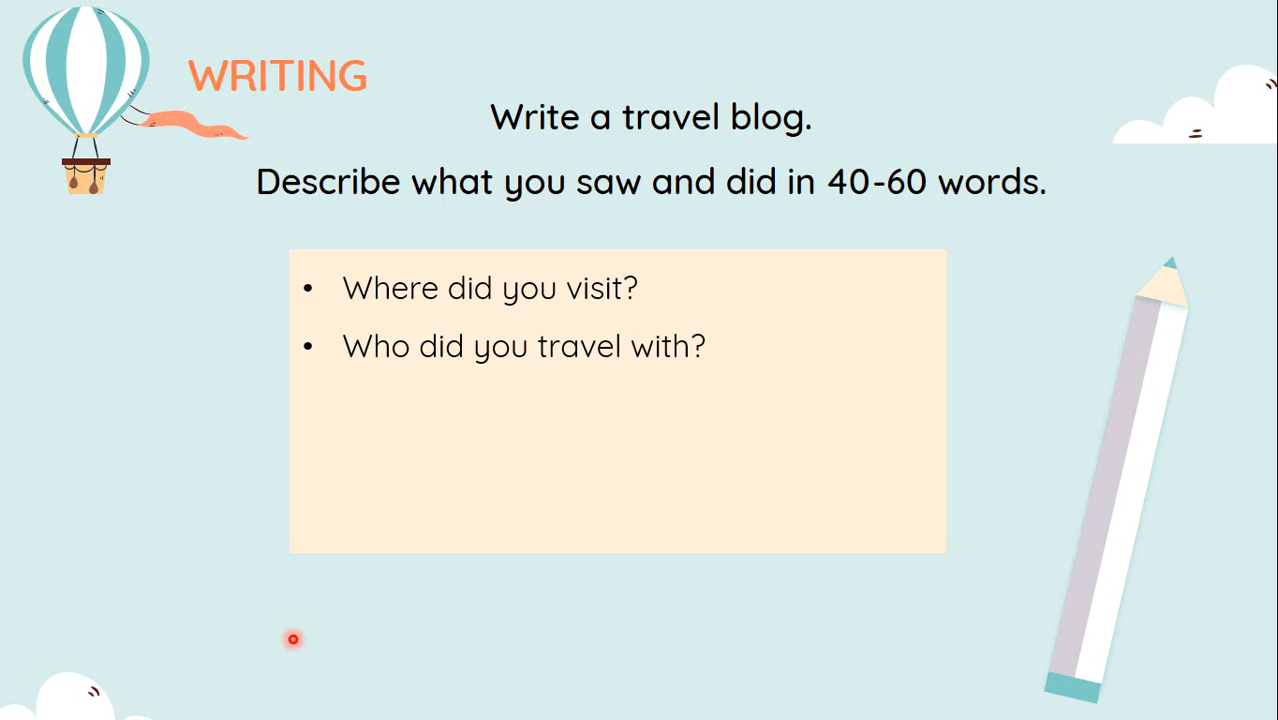 WRITING
Write a travel blog.
Describe what you saw and did in 40-60 words.
• Where did you visit?
• Who did you travel with?